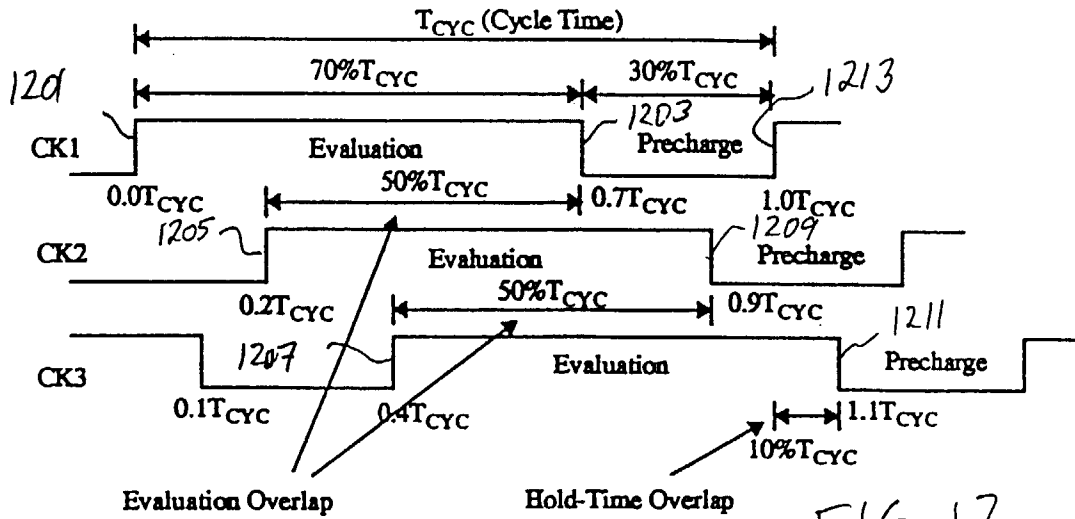 T_CYC (Cycle Time)
70%T_CYC
30%T_CYC
1213
CK1
Evaluation
1203
Precharge
50%T_CYC
0.0T_CYC
0.7T_CYC
1.0T_CYC
1205
1209
CK2
Evaluation
Precharge
50%T_CYC
0.2T_CYC
0.9T_CYC
1211
1207
CK3
Evaluation
Precharge
0.1T_CYC
0.4T_CYC
1.1T_CYC
10%T_CYC
Evaluation Overlap
Hold-Time Overlap